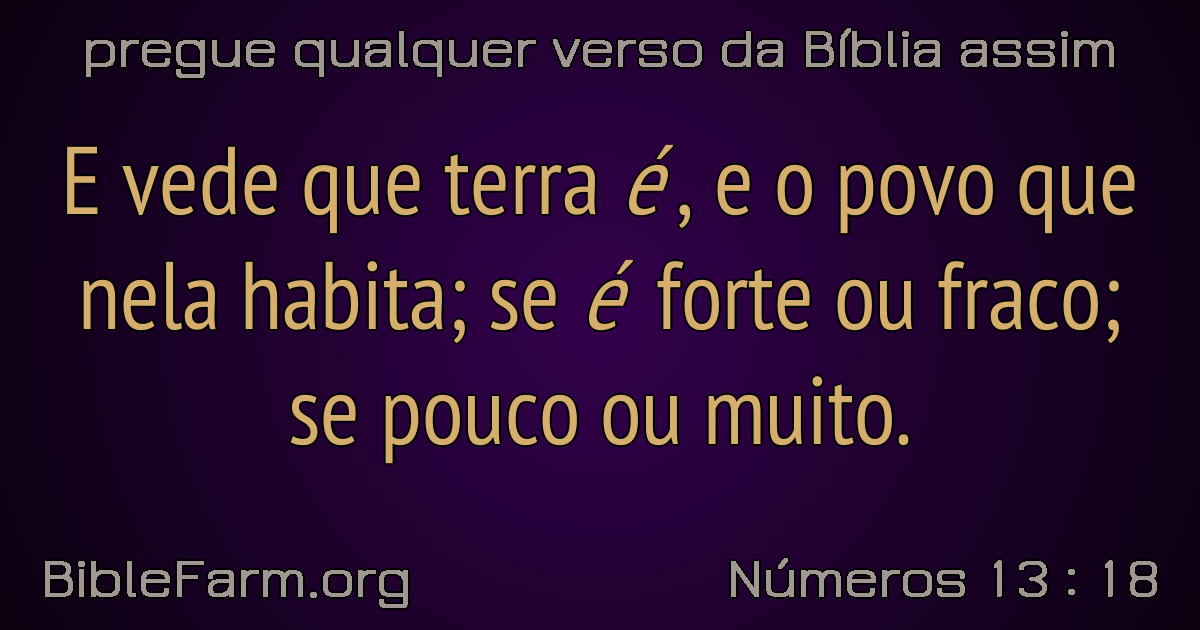 pregue qualquer verso da Bíblia assim
E vede que terra é, e o povo que
nela habita; se é forte ou fraco;
se pouco ou muito.
BibleFarm.org
Números 13 : 18